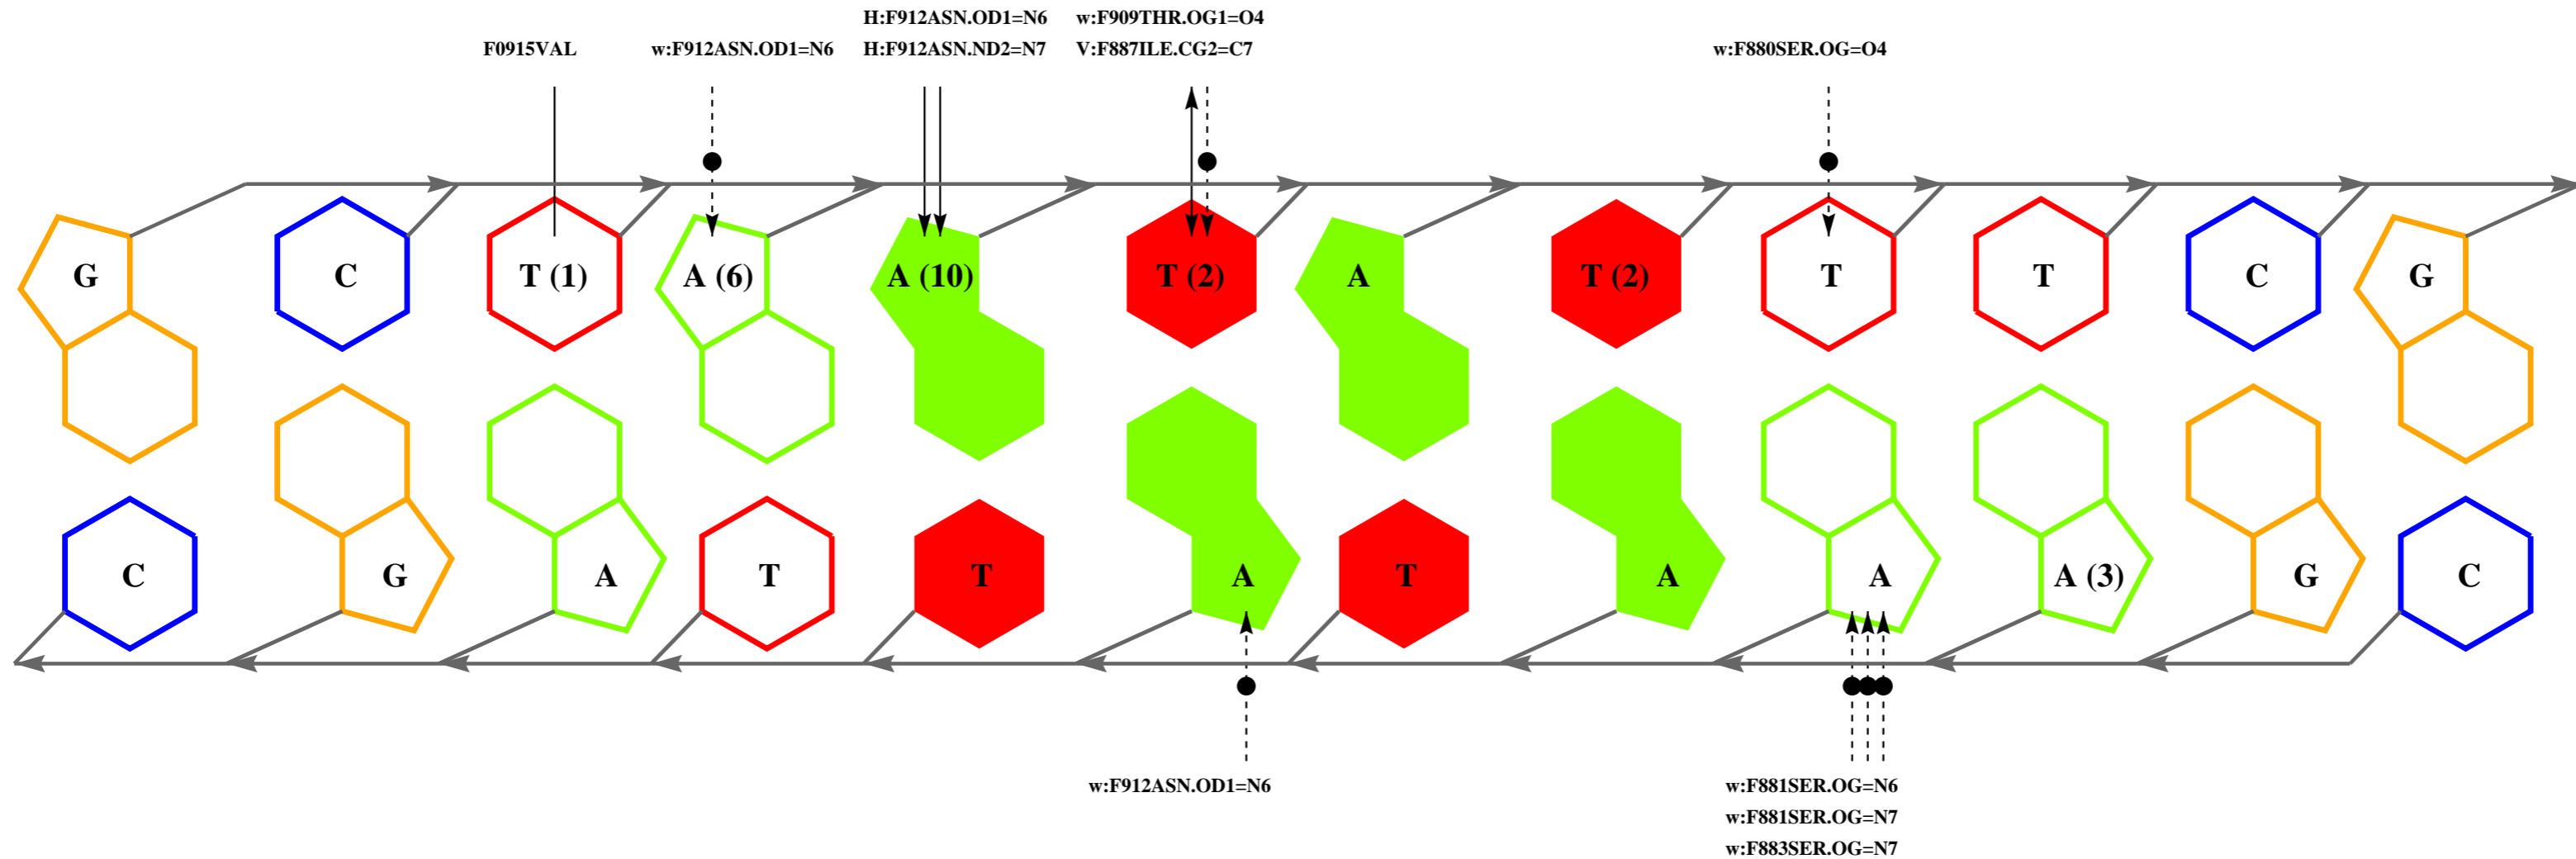 H:F912ASN.OD1=N6 w:F909THR.OG1=O4
F0915VAL w:F912ASN.OD1=N6 H:F912ASN.ND2=N7 V:F887ILE.CG2=C7 w:F880SER.OG=O4
G C T (1) A (6) A (10) T (2) A T (2) T T C G
C G A T T A T A A A (3) G C
w:F912ASN.OD1=N6 w:F881SER.OG=N6
w:F881SER.OG=N7
w:F883SER.OG=N7